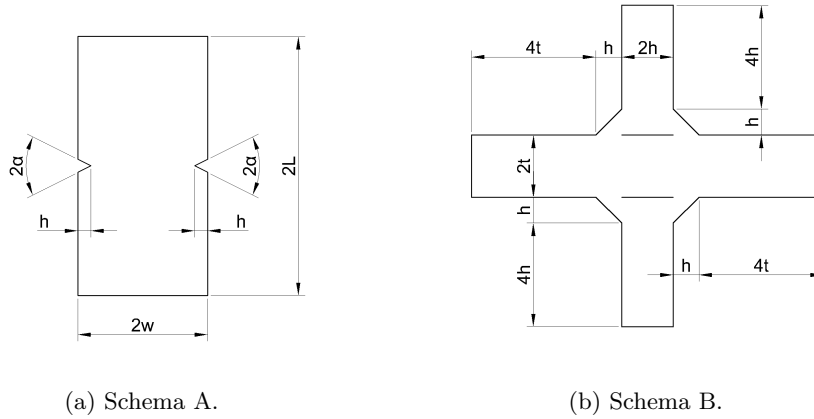 4t
h
2h
4h
h
2α
2α
2L
2t
h
h
h
4h
h
4t
2w
(a) Schema A.
(b) Schema B.